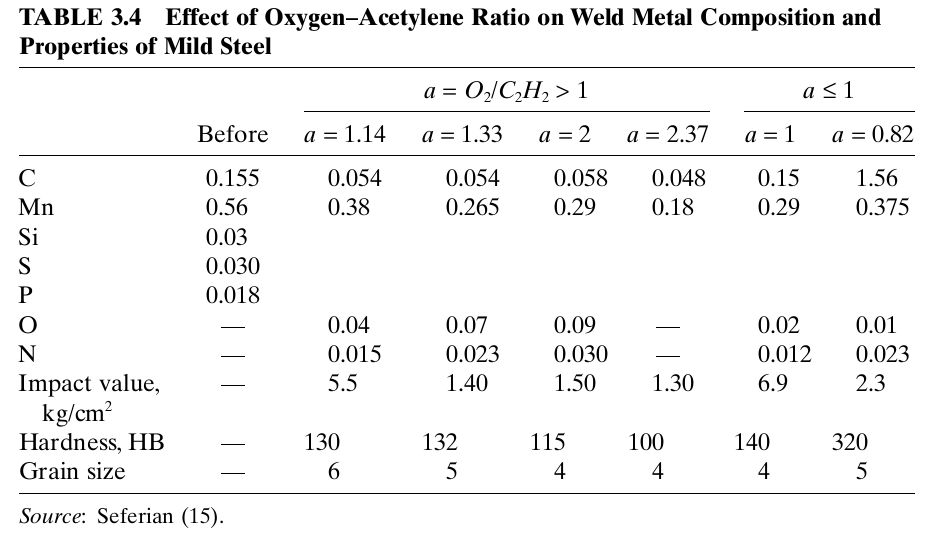 TABLE 3.4 Effect of Oxygen–Acetylene Ratio on Weld Metal Composition and
Properties of Mild Steel
a = O₂/C₂H₂ > 1 a ≤ 1
Before a = 1.14 a = 1.33 a = 2 a = 2.37 a = 1 a = 0.82
C 0.155 0.054 0.054 0.058 0.048 0.15 1.56
Mn 0.56 0.38 0.265 0.29 0.18 0.29 0.375
Si 0.03
S 0.030
P 0.018
O — 0.04 0.07 0.09 — 0.02 0.01
N — 0.015 0.023 0.030 — 0.012 0.023
Impact value, — 5.5 1.40 1.50 1.30 6.9 2.3
kg/cm²
Hardness, HB — 130 132 115 100 140 320
Grain size — 6 5 4 4 4 5
Source: Seferian (15).